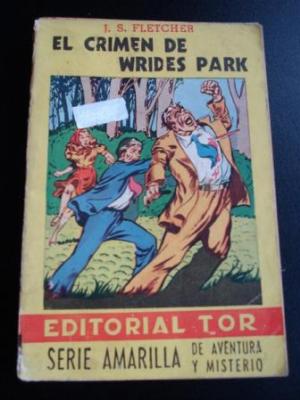 J. S. FLETCHER
EL CRIMEN DE
WRIDES PARK
EDITORIAL TOR
SERIE AMARILLA DE AVENTURA
Y MISTERIO